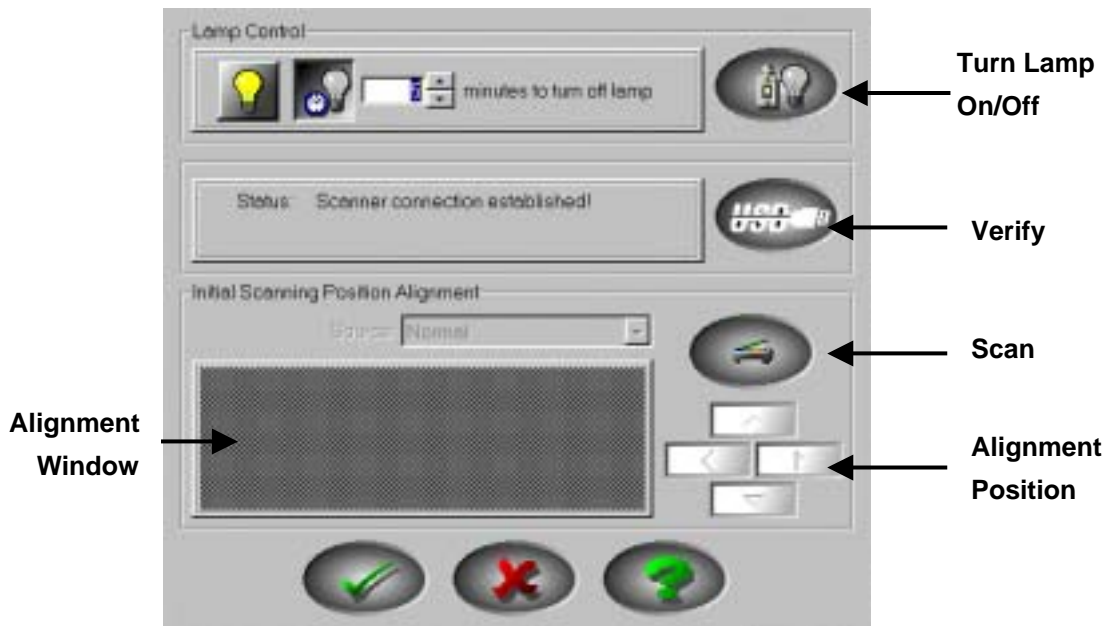 Lamp Control
minutes to turn off lamp
Turn Lamp
On/Off
Status: Scanner connection established!
USB
Verify
Initial Scanning Position Alignment
Normal
Scan
Alignment
Window
Alignment
Position